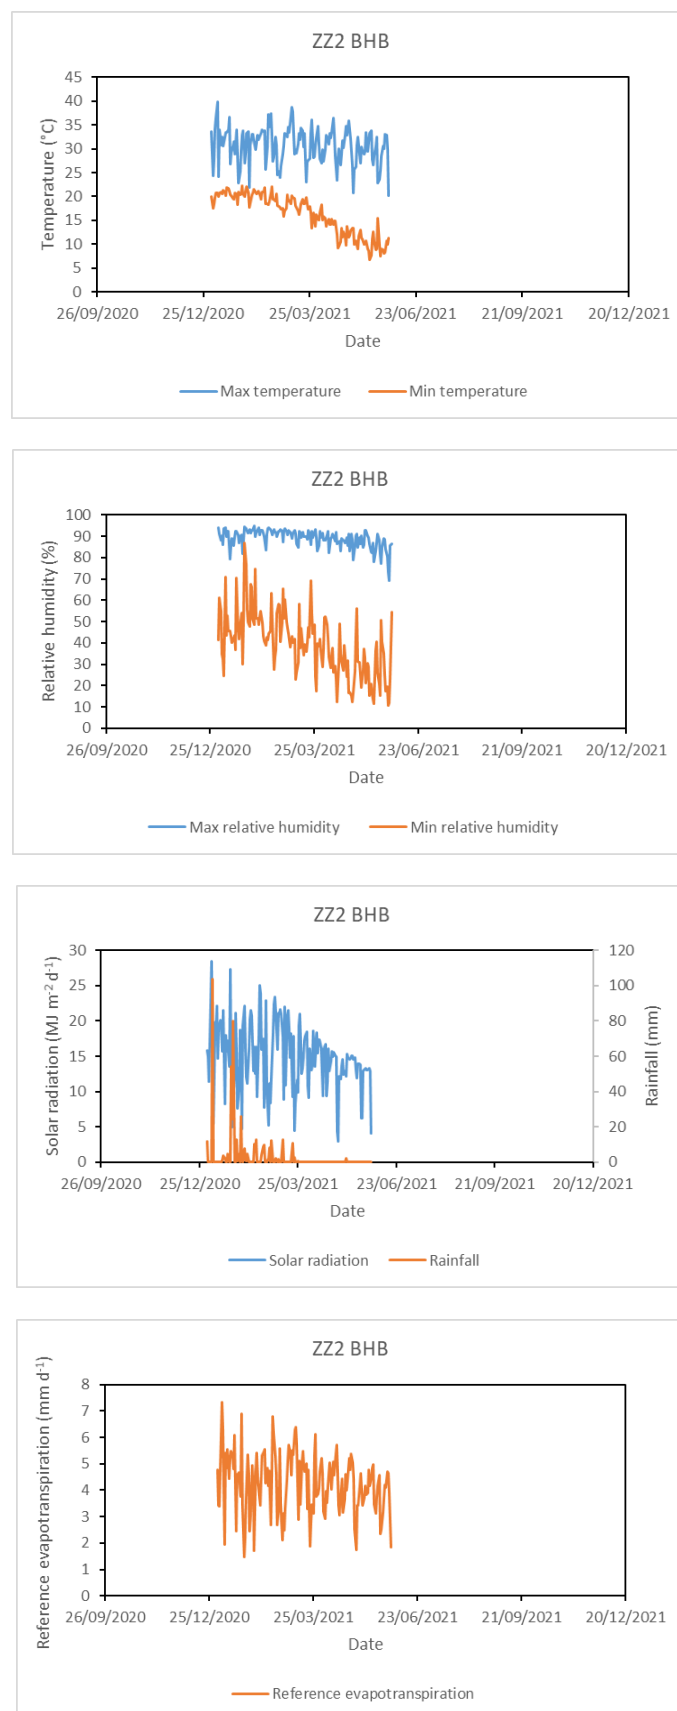 ZZ2 BHB
Temperature (°C)
45
40
35
30
25
20
15
10
5
0
26/09/2020 25/12/2020 25/03/2021 23/06/2021 21/09/2021 20/12/2021
Date
Max temperature Min temperature
ZZ2 BHB
Relative humidity (%)
100
90
80
70
60
50
40
30
20
10
0
26/09/2020 25/12/2020 25/03/2021 23/06/2021 21/09/2021 20/12/2021
Date
Max relative humidity Min relative humidity
ZZ2 BHB
Solar radiation (MJ m⁻² d⁻¹)
30
25
20
15
10
5
0
120
100
80
60
40
20
0
Rainfall (mm)
26/09/2020 25/12/2020 25/03/2021 23/06/2021 21/09/2021 20/12/2021
Date
Solar radiation Rainfall
ZZ2 BHB
Reference evapotranspiration (mm d⁻¹)
8
7
6
5
4
3
2
1
0
26/09/2020 25/12/2020 25/03/2021 23/06/2021 21/09/2021 20/12/2021
Date
Reference evapotranspiration